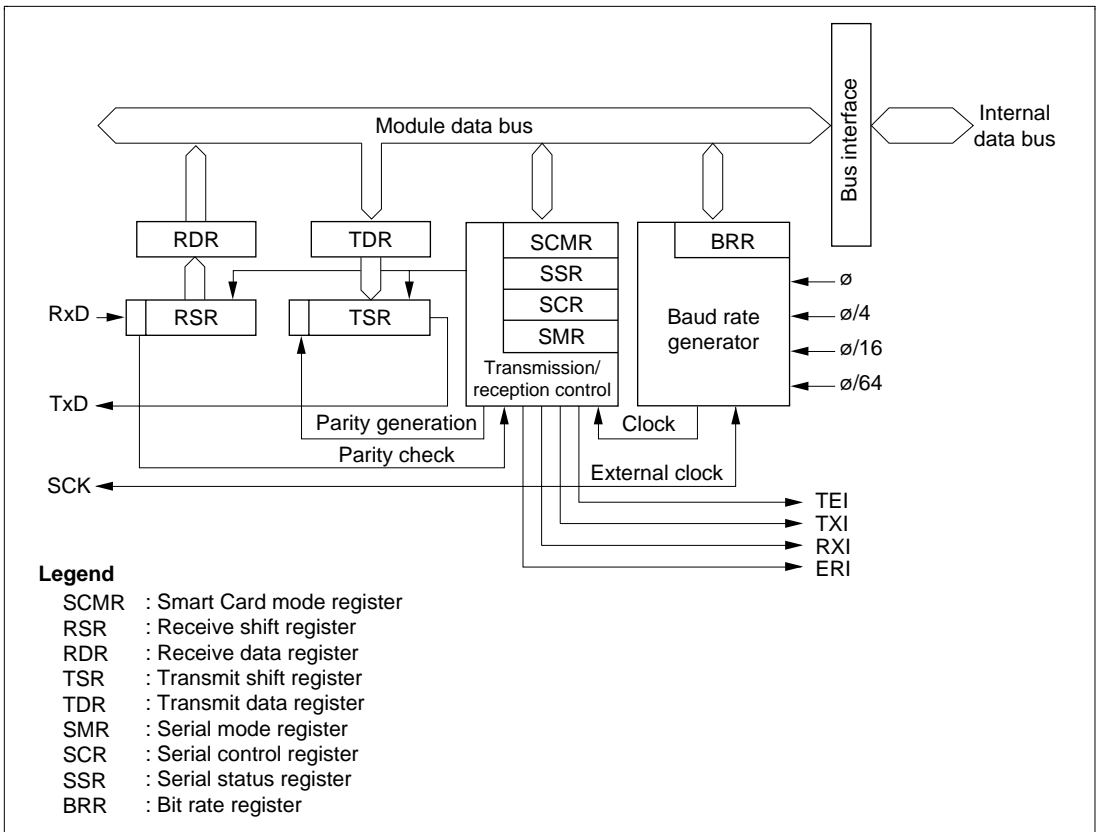 Bus interface
Internal
data bus
Module data bus
RDR
TDR
SCMR
BRR
SSR
ø
RxD
RSR
TSR
SCR
Baud rate
generator
ø/4
SMR
ø/16
Transmission/
reception control
ø/64
TxD
Parity generation
Clock
Parity check
SCK
External clock
TEI
TXI
RXI
ERI
Legend
SCMR : Smart Card mode register
RSR : Receive shift register
RDR : Receive data register
TSR : Transmit shift register
TDR : Transmit data register
SMR : Serial mode register
SCR : Serial control register
SSR : Serial status register
BRR : Bit rate register